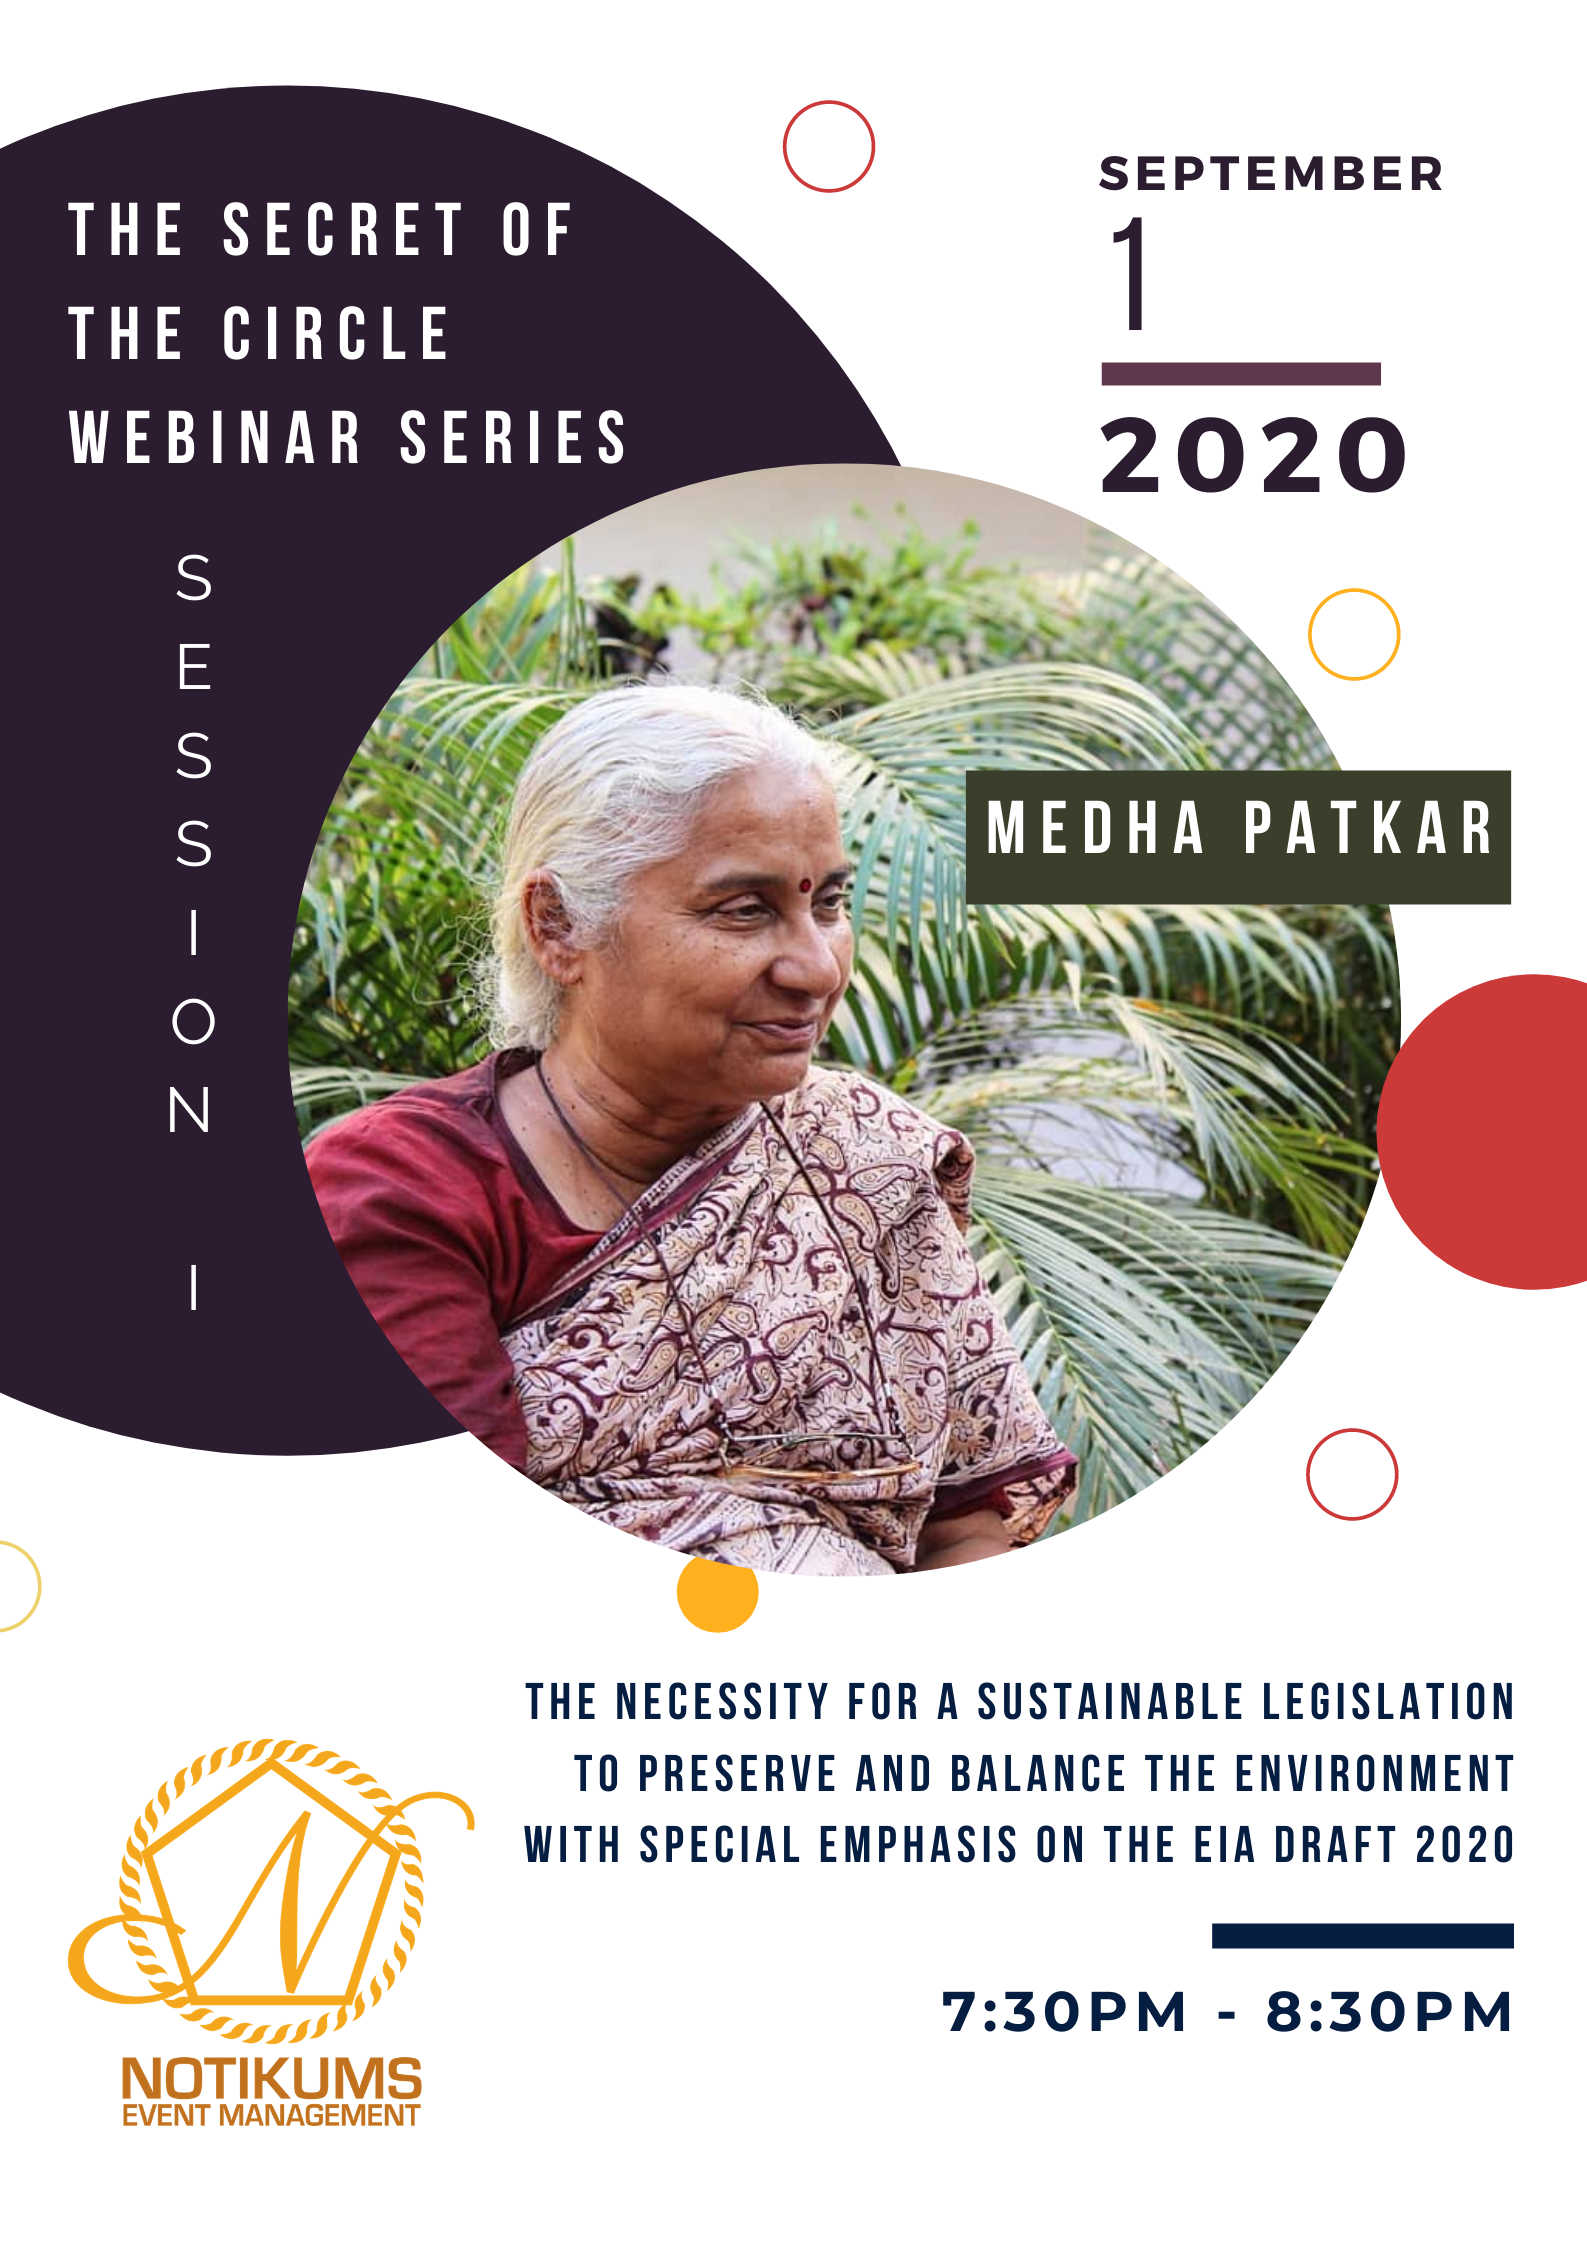 THE SECRET OF
THE CIRCLE
WEBINAR SERIES
SEPTEMBER
1
2020
SESSION I
MEDHA PATKAR
THE NECESSITY FOR A SUSTAINABLE LEGISLATION
TO PRESERVE AND BALANCE THE ENVIRONMENT
WITH SPECIAL EMPHASIS ON THE EIA DRAFT 2020
7:30PM - 8:30PM
N
NOTIKUMS
EVENT MANAGEMENT